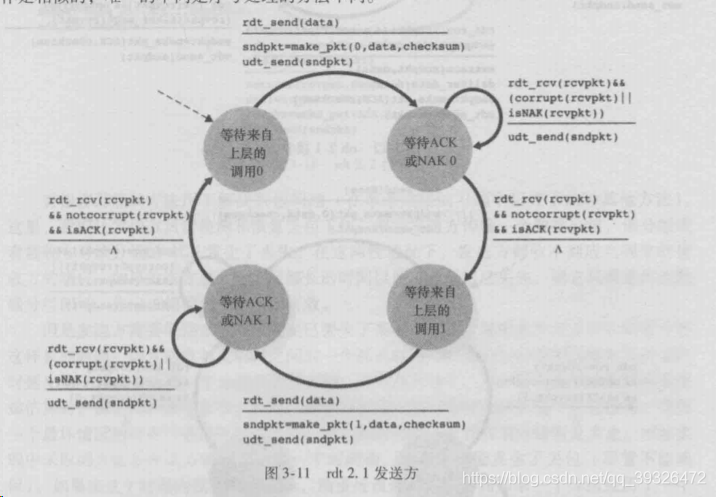 rdt_send(data)
sndpkt=make_pkt(0,data,checksum)
udt_send(sndpkt)
等待来自
上层的
调用0
等待ACK
或NAK 0
rdt_rcv(rcvpkt)&&
(corrupt(rcvpkt)||
isNAK(rcvpkt))
udt_send(sndpkt)
rdt_rcv(rcvpkt)
&& notcorrupt(rcvpkt)
&& isACK(rcvpkt)
Λ
rdt_rcv(rcvpkt)
&& notcorrupt(rcvpkt)
&& isACK(rcvpkt)
Λ
等待ACK
或NAK 1
等待来自
上层的
调用1
rdt_rcv(rcvpkt)&&
(corrupt(rcvpkt)||
isNAK(rcvpkt))
udt_send(sndpkt)
rdt_send(data)
sndpkt=make_pkt(1,data,checksum)
udt_send(sndpkt)
图 3-11 rdt 2.1 发送方
https://blog.csdn.net/qq_39326472